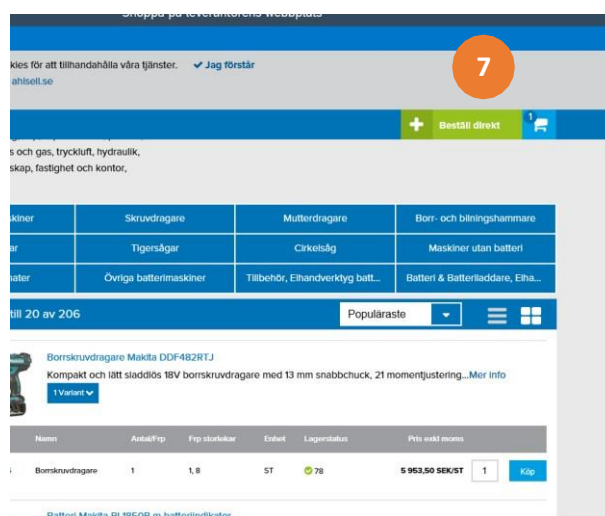 Shoppa på leverantörens webbplats
kies för att tillhandahålla våra tjänster. Jag förstår
ahlsell.se
7
Beställ direkt 1
s och gas, tryckluft, hydraulik,
skap, fastighet och kontor,
Skruvdragare Mutterdragare Borr- och bilningshammare
Tigersågar Cirkelsåg Maskiner utan batteri
Övriga batterimaskiner Tillbehör, Elhandverktyg batt... Batteri & Batteriladdare, Elha...
till 20 av 206 Populäraste
Borrskruvdragare Makita DDF482RTJ
Kompakt och lätt sladdlös 18V borrskruvdragare med 13 mm snabbchuck, 21 momentjustering...Mer info
1 Variant
Namn Antal/Frp Frp storlekar Enhet Lagerstatus Pris exkl moms
Borrskruvdragare 1 1, 8 ST 78 5 953,50 SEK/ST 1 Köp
Batteri Makita BL1850B m batteriindikator